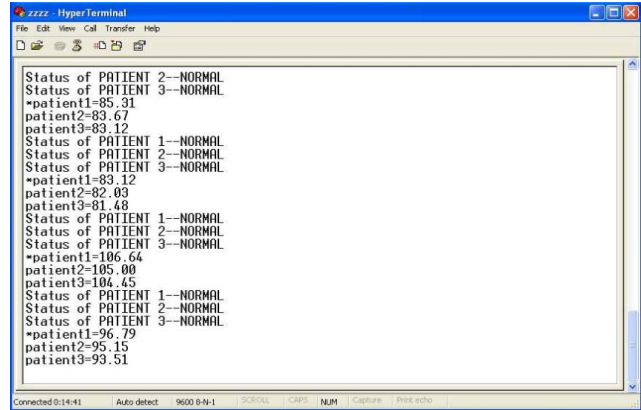 zzzz - HyperTerminal
File Edit View Call Transfer Help
Status of PATIENT 2--NORMAL
Status of PATIENT 3--NORMAL
*patient1=85.31
patient2=83.67
patient3=83.12
Status of PATIENT 1--NORMAL
Status of PATIENT 2--NORMAL
Status of PATIENT 3--NORMAL
*patient1=83.12
patient2=82.03
patient3=81.48
Status of PATIENT 1--NORMAL
Status of PATIENT 2--NORMAL
Status of PATIENT 3--NORMAL
*patient1=106.64
patient2=105.00
patient3=104.45
Status of PATIENT 1--NORMAL
Status of PATIENT 2--NORMAL
Status of PATIENT 3--NORMAL
*patient1=96.79
patient2=95.15
patient3=93.51
Connected 0:14:41 Auto detect 9600 8-N-1 SCROLL CAPS NUM Capture Print echo